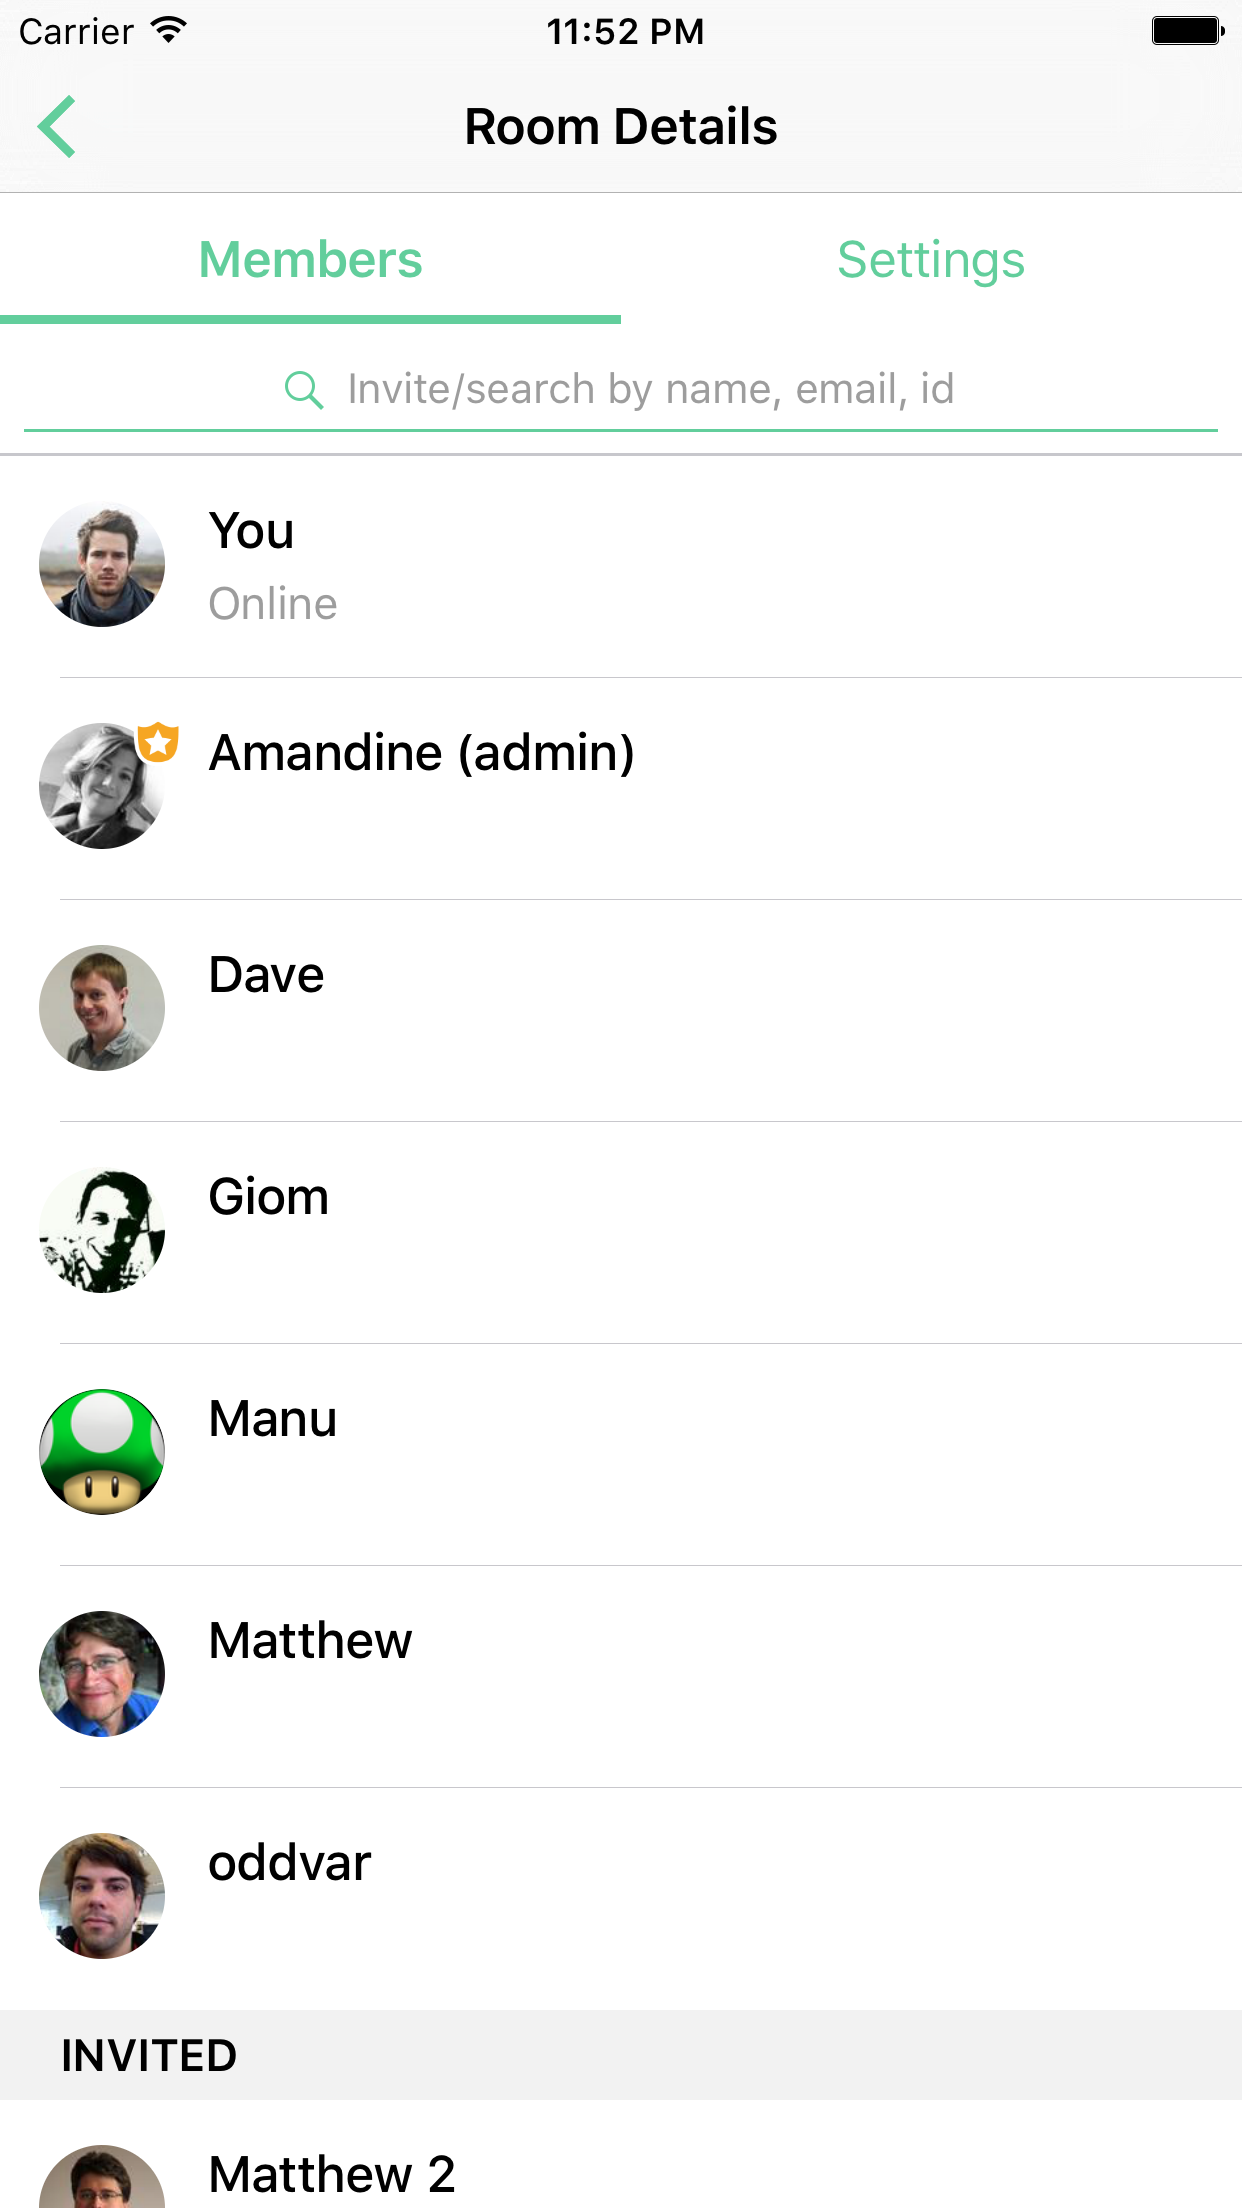 Carrier 11:52 PM
Room Details
Members Settings
Invite/search by name, email, id
You
Online
Amandine (admin)
Dave
Giom
Manu
Matthew
oddvar
INVITED
Matthew 2